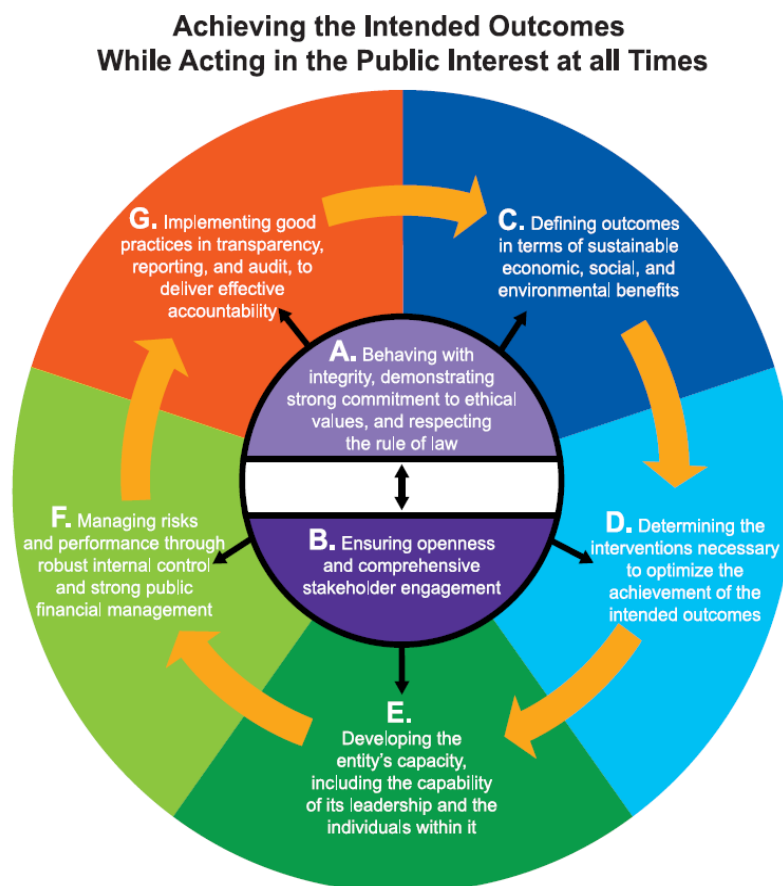 Achieving the Intended Outcomes
While Acting in the Public Interest at all Times
G. Implementing good
practices in transparency,
reporting, and audit, to
deliver effective
accountability
C. Defining outcomes
in terms of sustainable
economic, social, and
environmental benefits
A. Behaving with
integrity, demonstrating
strong commitment to ethical
values, and respecting
the rule of law
B. Ensuring openness
and comprehensive
stakeholder engagement
F. Managing risks
and performance through
robust internal control
and strong public
financial management
D. Determining the
interventions necessary
to optimize the
achievement of the
intended outcomes
E.
Developing the
entity's capacity,
including the capability
of its leadership and the
individuals within it